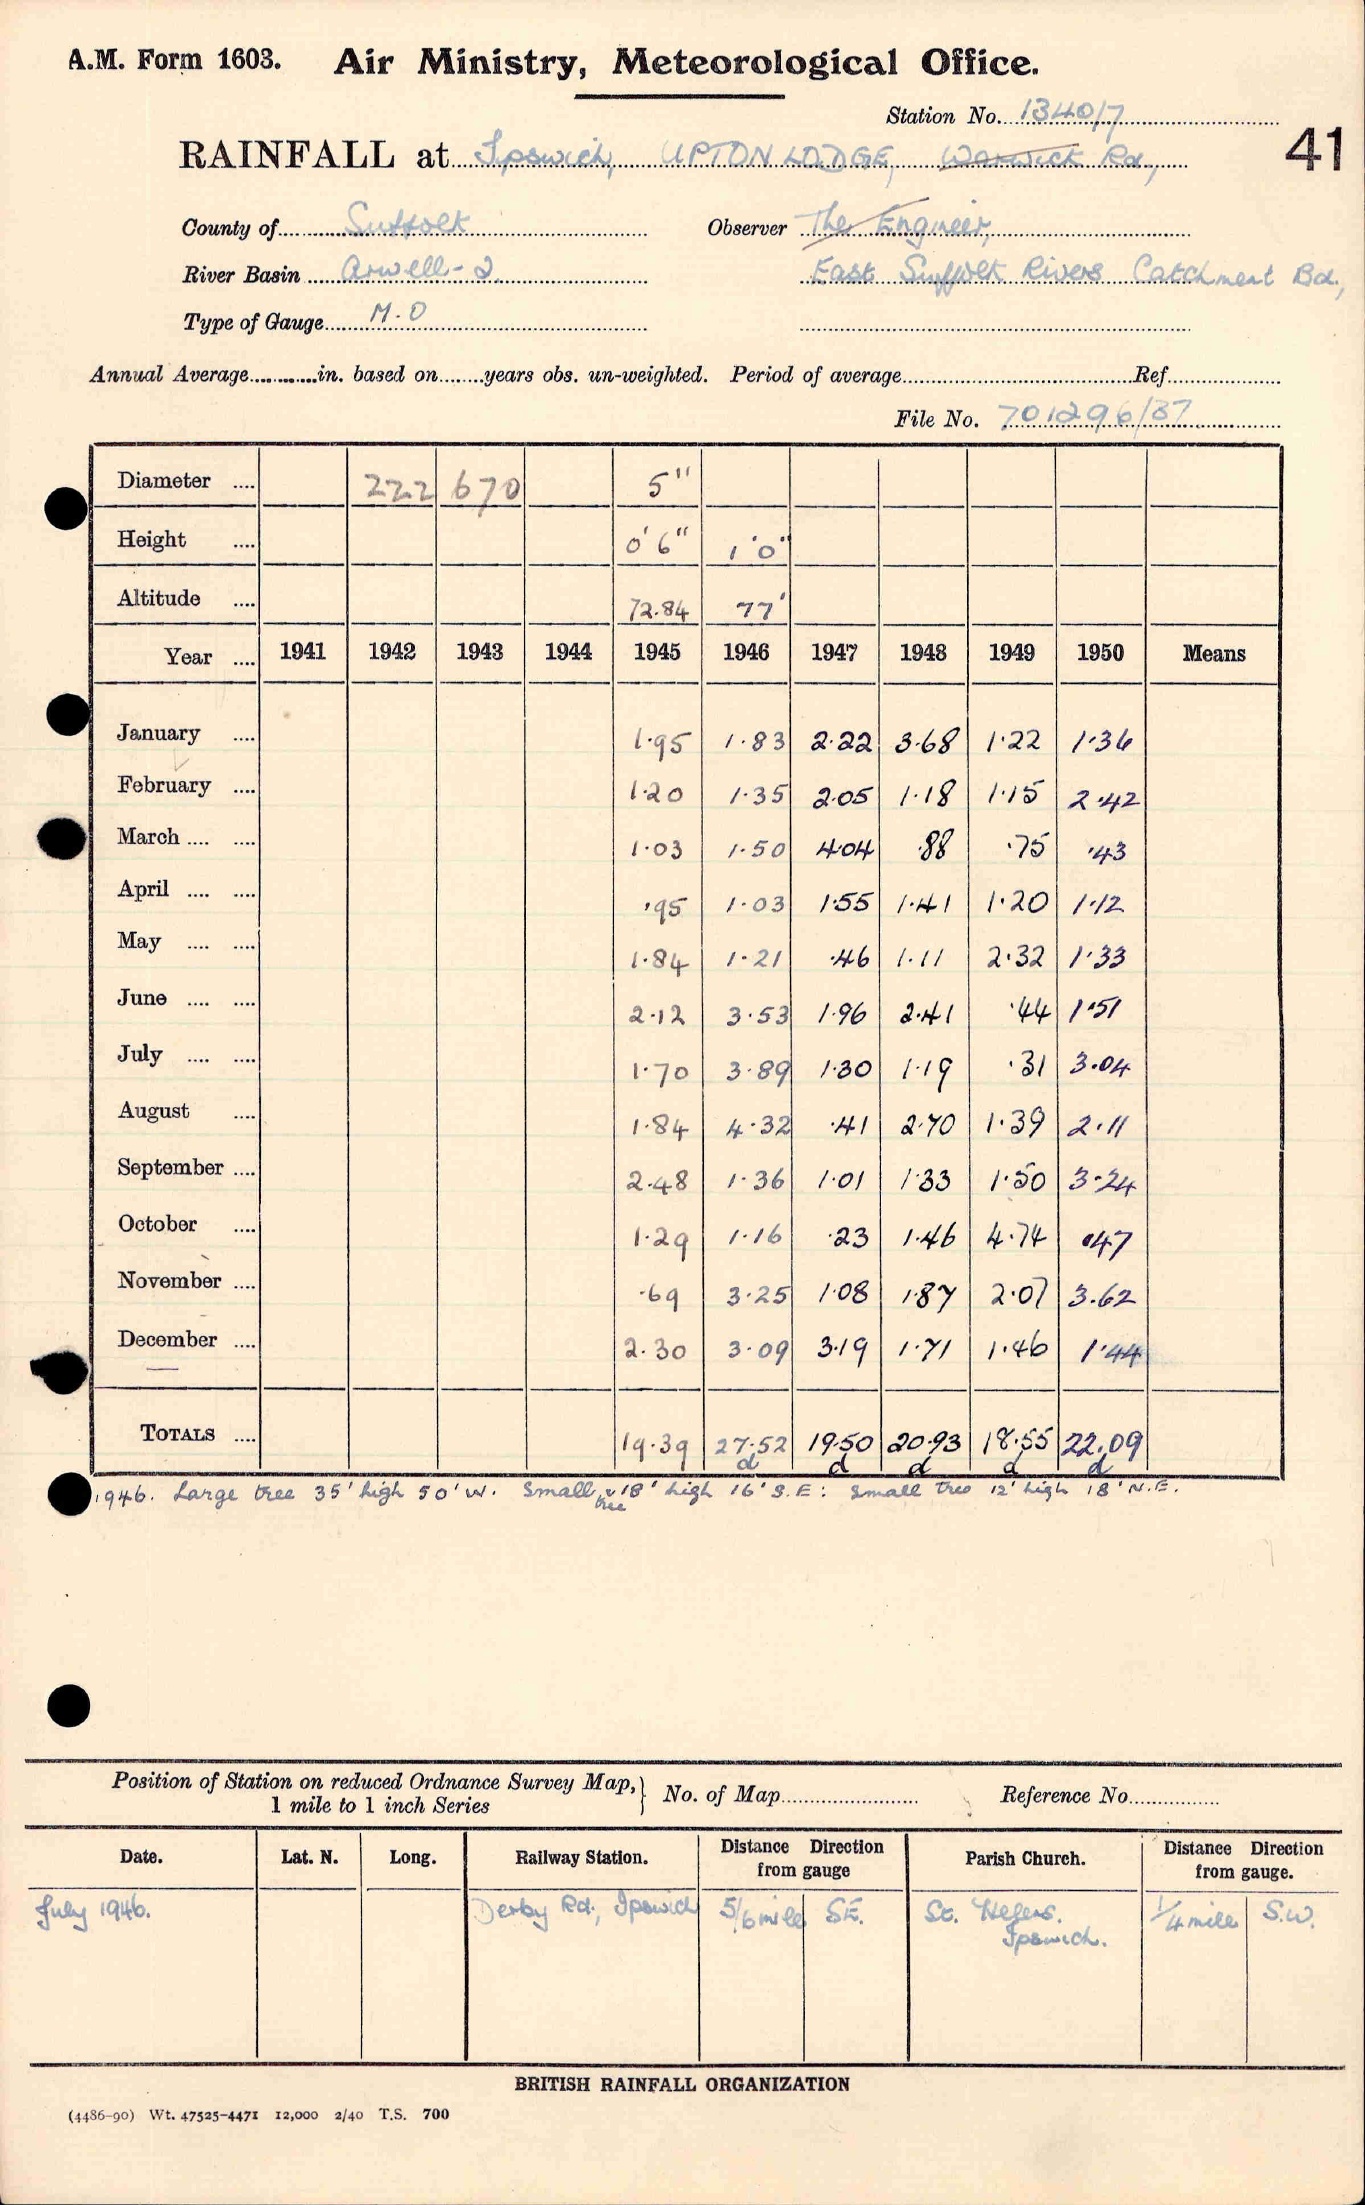 A.M. Form 1603. Air Ministry, Meteorological Office.
Station No. 1340/7
41
RAINFALL at Ipswich, UPTON LODGE, Warwick Rd,
County of Suffolk Observer The Engineer,
River Basin Orwell-2 East Suffolk Rivers Catchment Bd.,
Type of Gauge M.O
Annual Average............in. based on........years obs. un-weighted. Period of average Ref.
File No. 701296/37
Diameter .... 222 670 5"
Height .... 0' 6" 1'0"
Altitude .... 72.84 77'
Year .... 1941 1942 1943 1944 1945 1946 1947 1948 1949 1950 Means
January .... 1.95 1.83 2.22 3.68 1.22 1.36
February .... 1.20 1.35 2.05 1.18 1.15 2.42
March .... .... 1.03 1.50 4.04 .88 .75 .43
April .... .... .95 1.03 1.55 1.41 1.20 1.12
May .... .... 1.84 1.21 .46 1.11 2.32 1.33
June .... .... 2.12 3.53 1.96 2.41 .44 1.51
July .... .... 1.70 3.89 1.30 1.19 .31 3.04
August .... 1.84 4.32 .41 2.70 1.39 2.11
September .... 2.48 1.36 1.01 1.33 1.50 3.24
October .... 1.29 1.16 .23 1.46 4.74 .47
November .... .69 3.25 1.08 1.87 2.07 3.62
December .... 2.30 3.09 3.19 1.71 1.46 1.44
TOTALS .... 19.39 27.52 19.50 20.93 18.55 22.09
d d d d d
1946. Large tree 35' high 50' W. Small tree 18' high 16' S.E: Small tree 12' high 18' N.E.
Position of Station on reduced Ordnance Survey Map,} No. of Map Reference No.
1 mile to 1 inch Series
Date. Lat. N. Long. Railway Station. Distance Direction from gauge Parish Church. Distance Direction from gauge.
July 1946. Derby Rd., Ipswich 5/6 mile SE. St. Helens. Ipswich. 1/4 mile S.W.
BRITISH RAINFALL ORGANIZATION
(4486-90) Wt. 47525-4471 12,000 2/40 T.S. 700